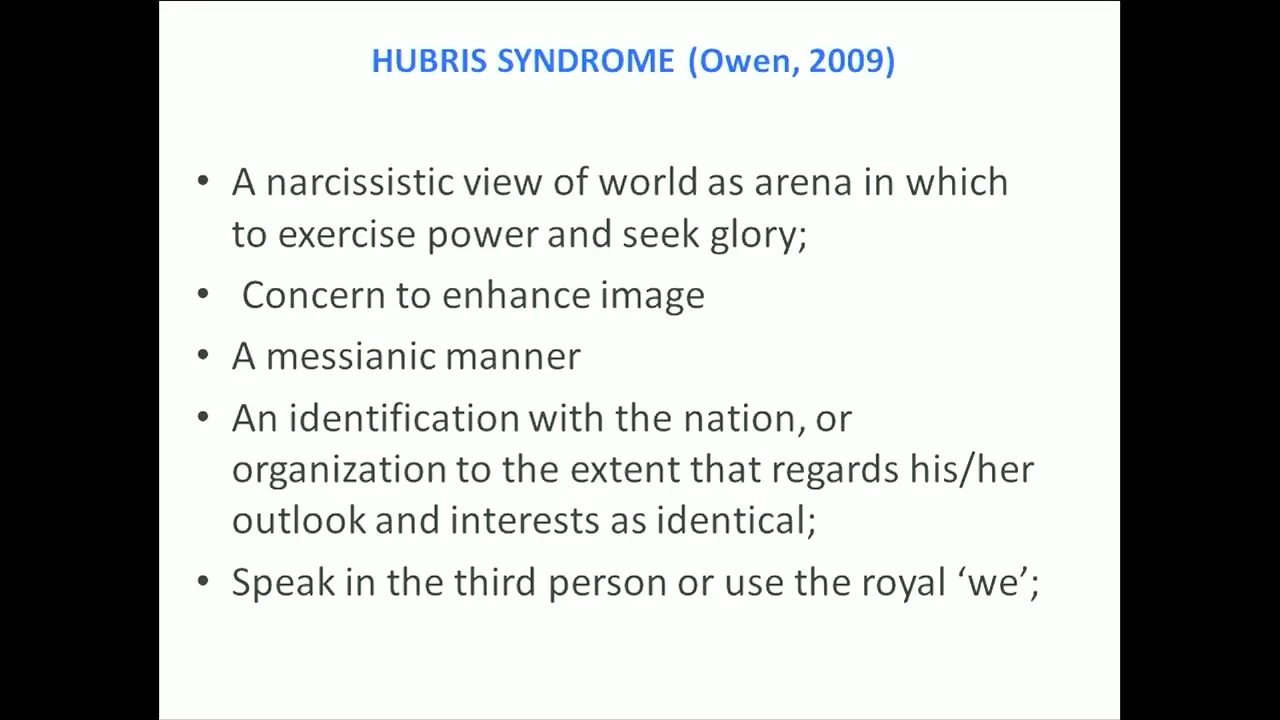 HUBRIS SYNDROME (Owen, 2009)
• A narcissistic view of world as arena in which
to exercise power and seek glory;
• Concern to enhance image
• A messianic manner
• An identification with the nation, or
organization to the extent that regards his/her
outlook and interests as identical;
• Speak in the third person or use the royal ‘we’;